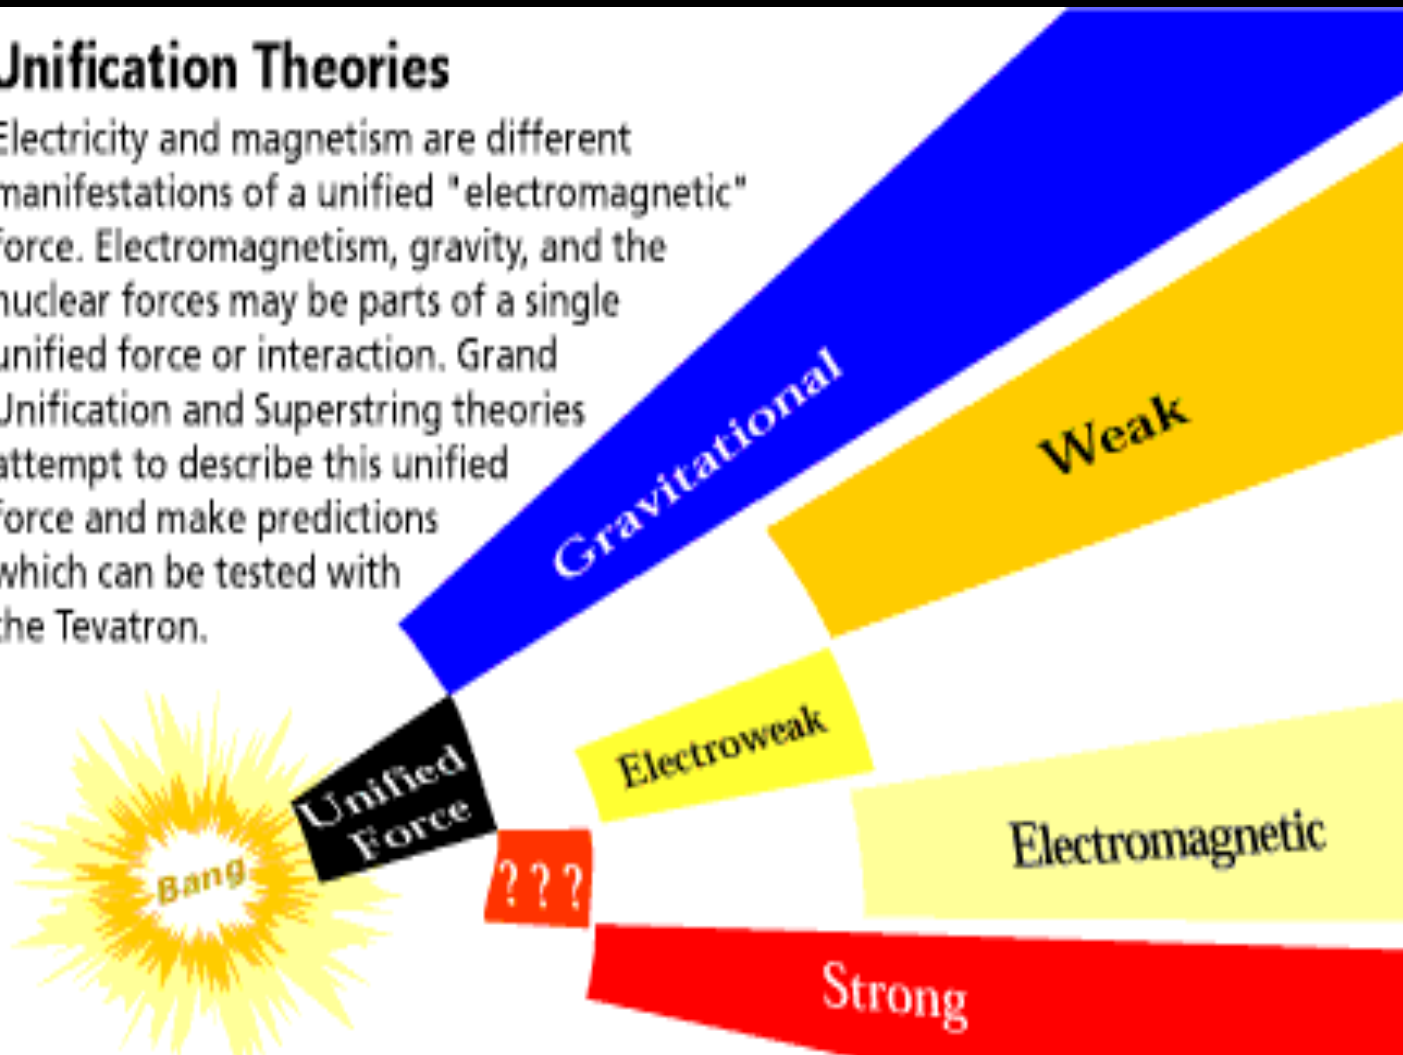 Unification Theories
Electricity and magnetism are different
manifestations of a unified "electromagnetic"
force. Electromagnetism, gravity, and the
nuclear forces may be parts of a single
unified force or interaction. Grand
Unification and Superstring theories
attempt to describe this unified
force and make predictions
which can be tested with
the Tevatron.
Gravitational
Weak
Electroweak
Unified
Force
Electromagnetic
Bang
? ? ?
Strong